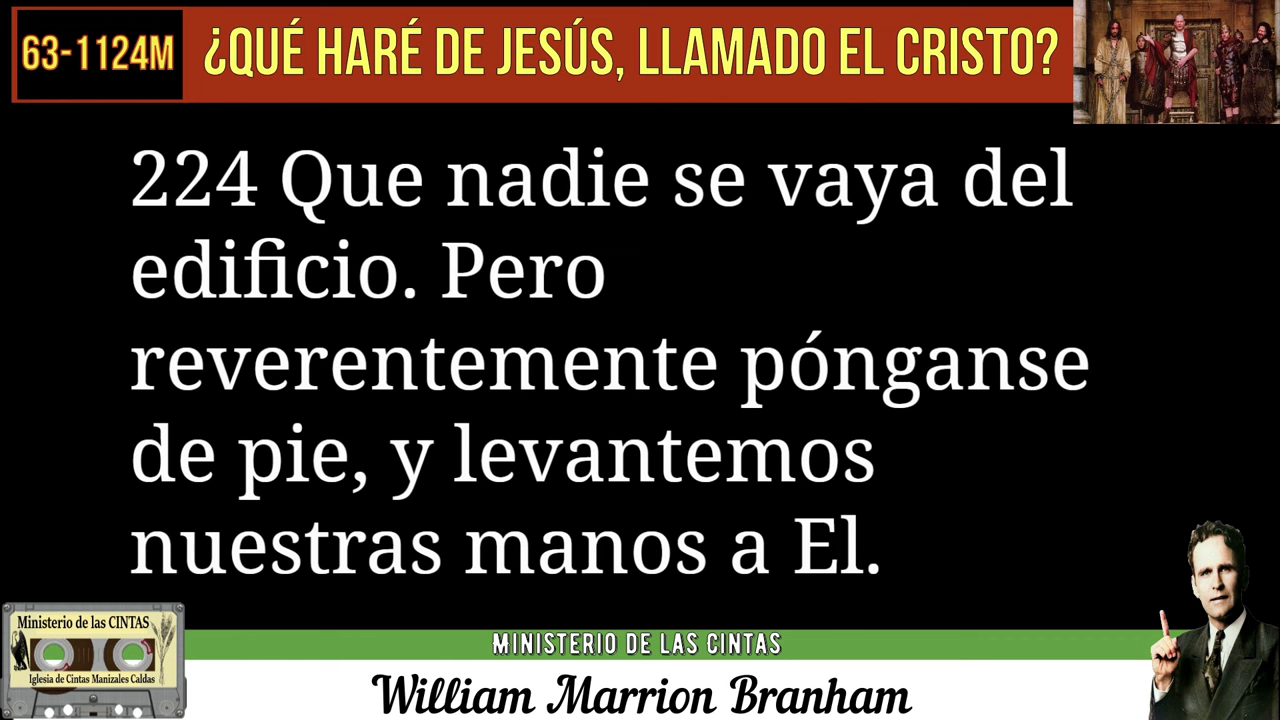 63-1124M
¿QUÉ HARÉ DE JESÚS, LLAMADO EL CRISTO?
224 Que nadie se vaya del
edificio. Pero
reverentemente pónganse
de pie, y levantemos
nuestras manos a El.
Ministerio de las CINTAS
Iglesia de Cintas Manizales Caldas
MINISTERIO DE LAS CINTAS
William Marrion Branham